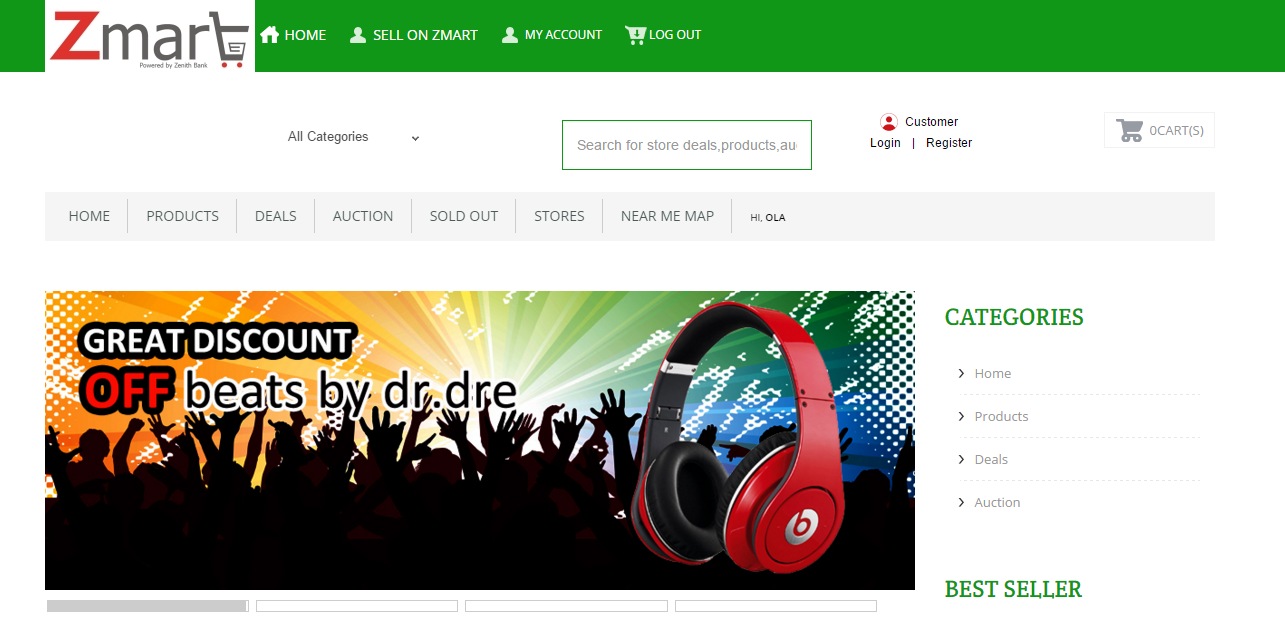 Zmart
Powered by Zenith Bank
HOME
SELL ON ZMART
MY ACCOUNT
LOG OUT
All Categories
Search for store deals,products,au
Customer
Login | Register
0CART(S)
HOME
PRODUCTS
DEALS
AUCTION
SOLD OUT
STORES
NEAR ME MAP
HI, OLA
GREAT DISCOUNT
OFF beats by dr.dre
b
CATEGORIES
Home
Products
Deals
Auction
BEST SELLER